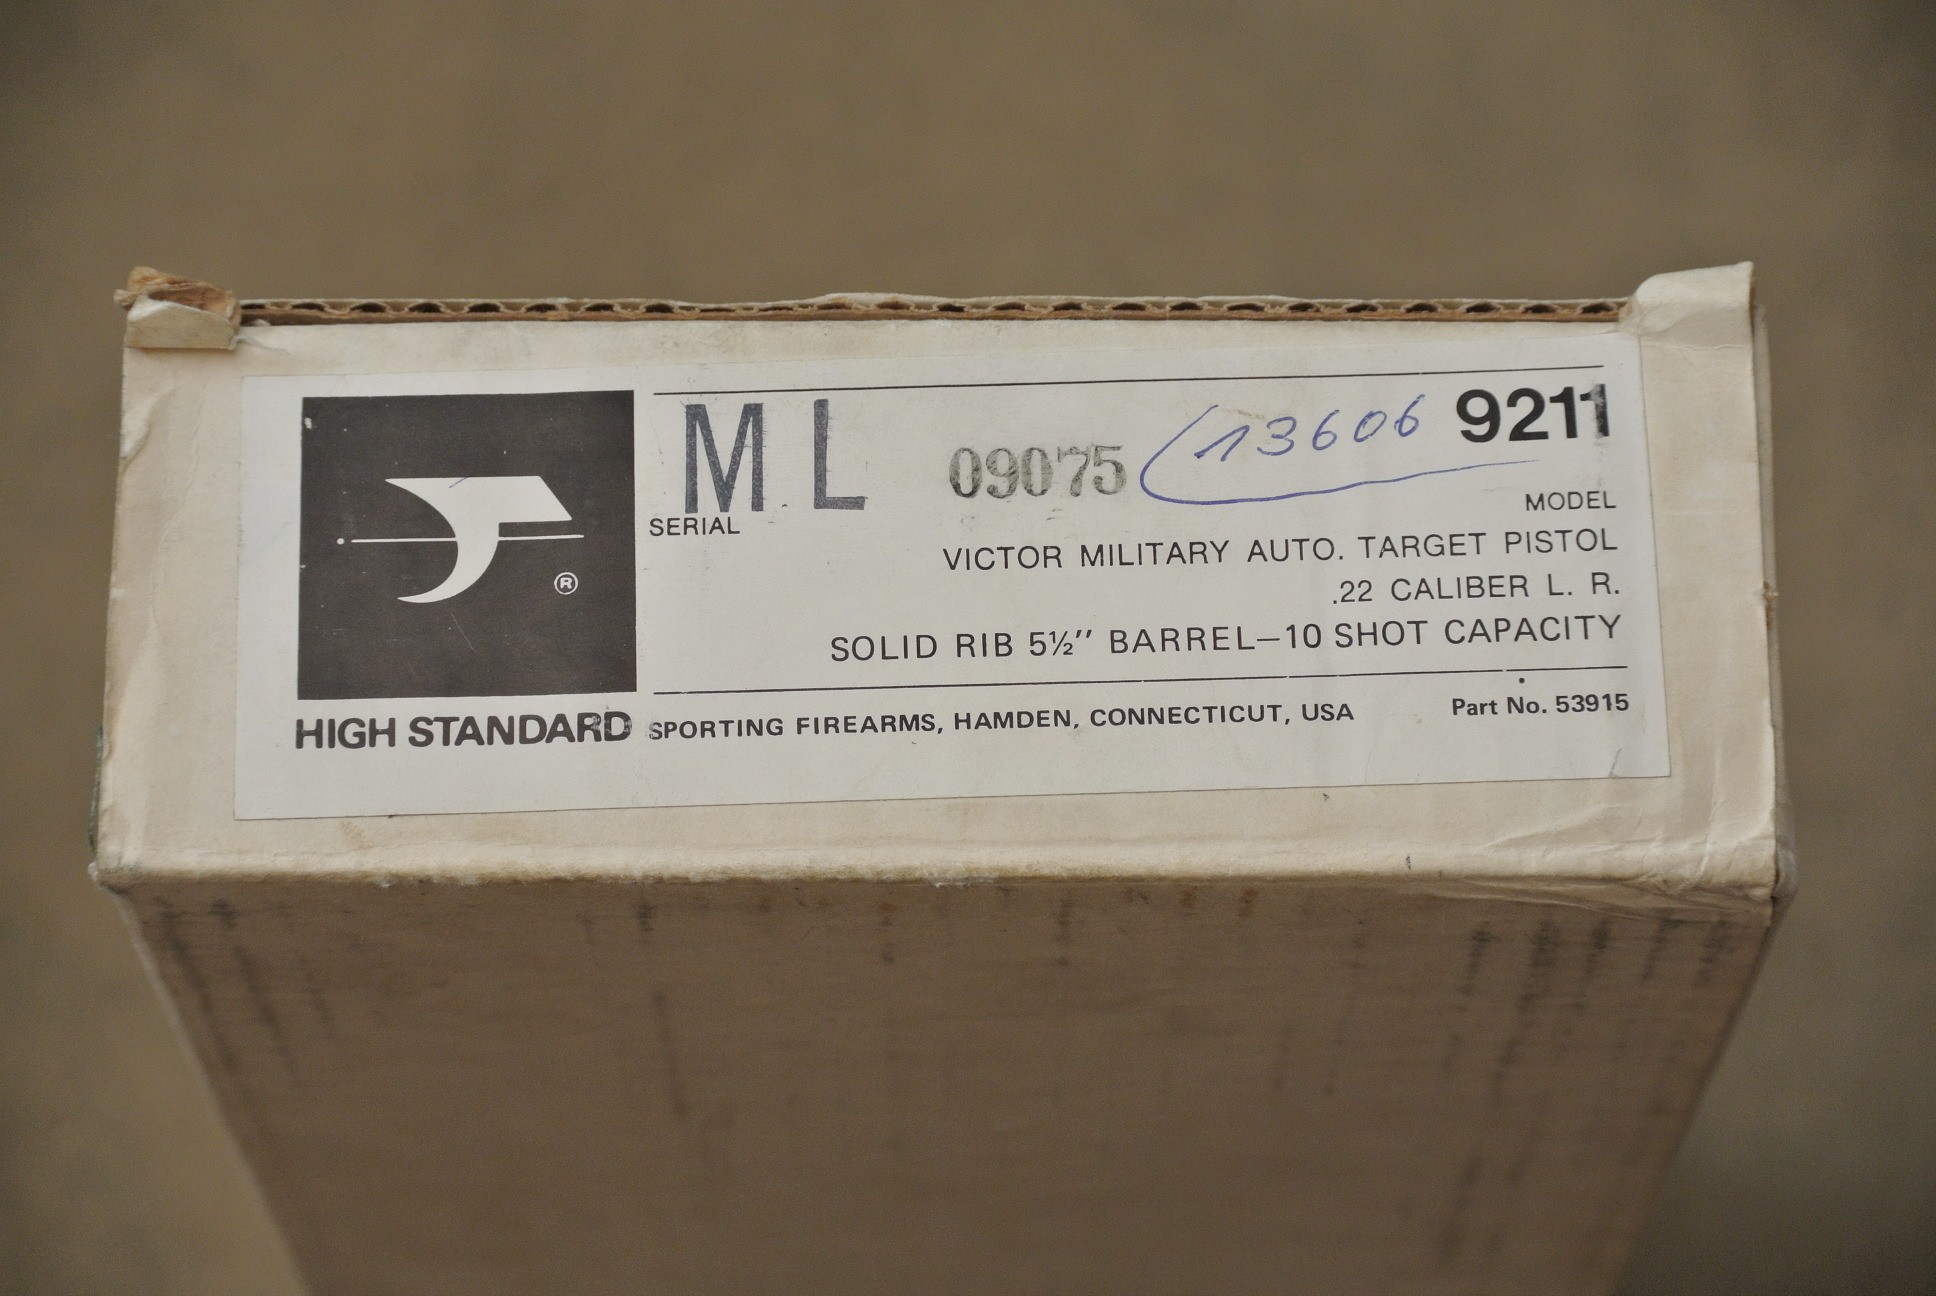 M L 09075 13606 9211
SERIAL MODEL
VICTOR MILITARY AUTO. TARGET PISTOL
.22 CALIBER L. R.
SOLID RIB 5½" BARREL—10 SHOT CAPACITY
®
HIGH STANDARD SPORTING FIREARMS, HAMDEN, CONNECTICUT, USA Part No. 53915